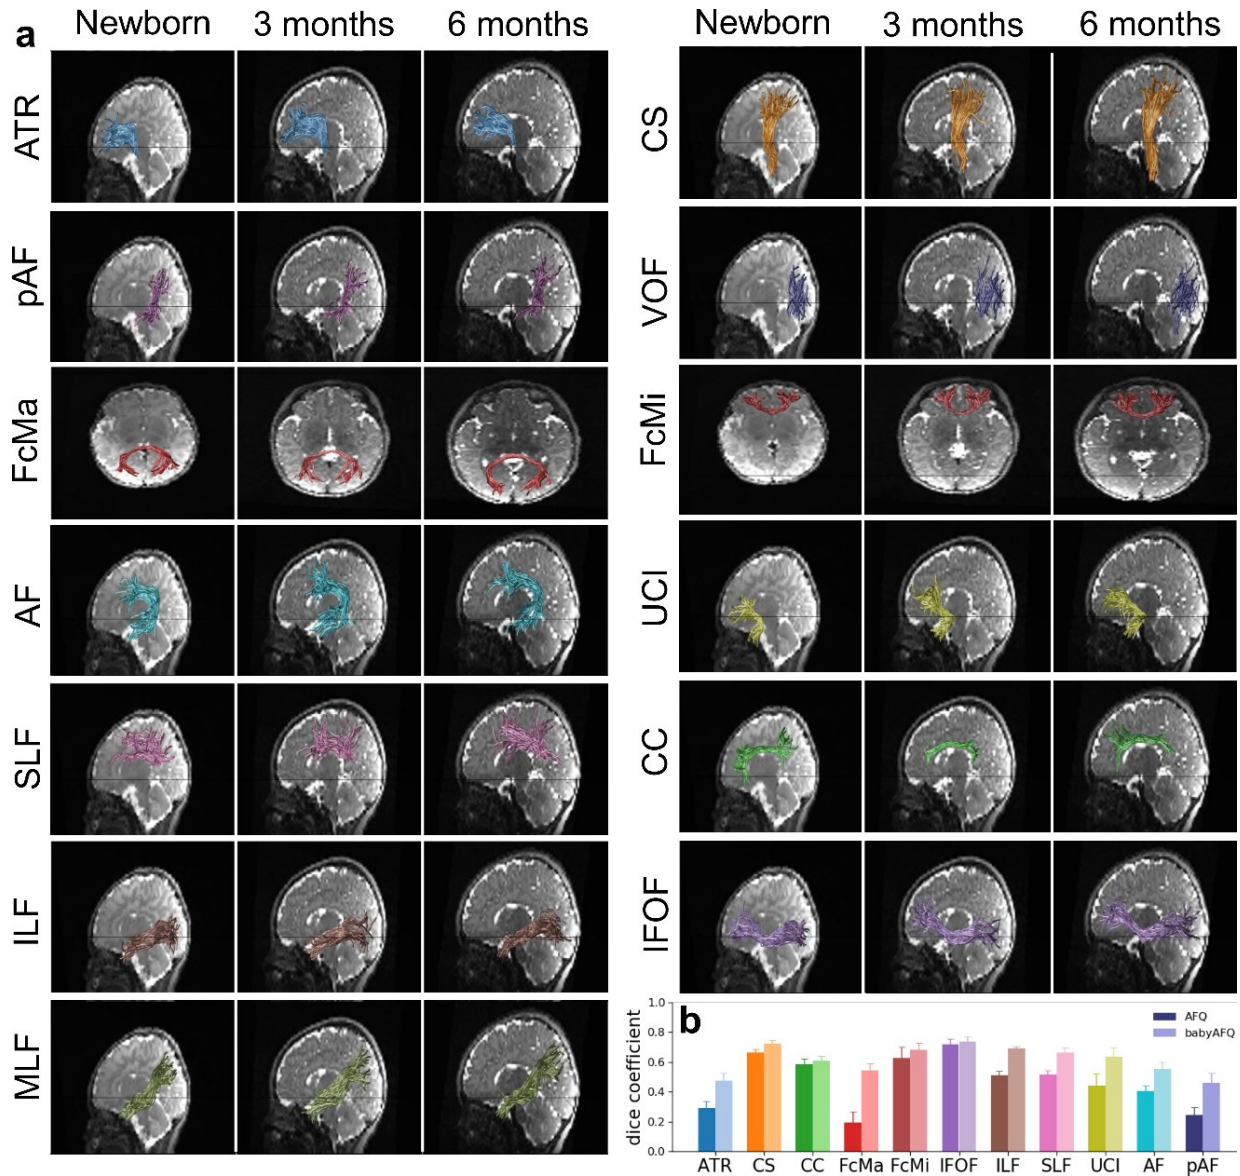 a
Newborn 3 months 6 months
Newborn 3 months 6 months
ATR
pAF
FcMa
AF
SLF
ILF
MLF
CS
VOF
FcMi
UCI
CC
IFOF
b
dice coefficient
1.0
0.8
0.6
0.4
0.2
0.0
AFQ
babyAFQ
ATR CS CC FcMa FcMi IFOF ILF SLF UCI AF pAF